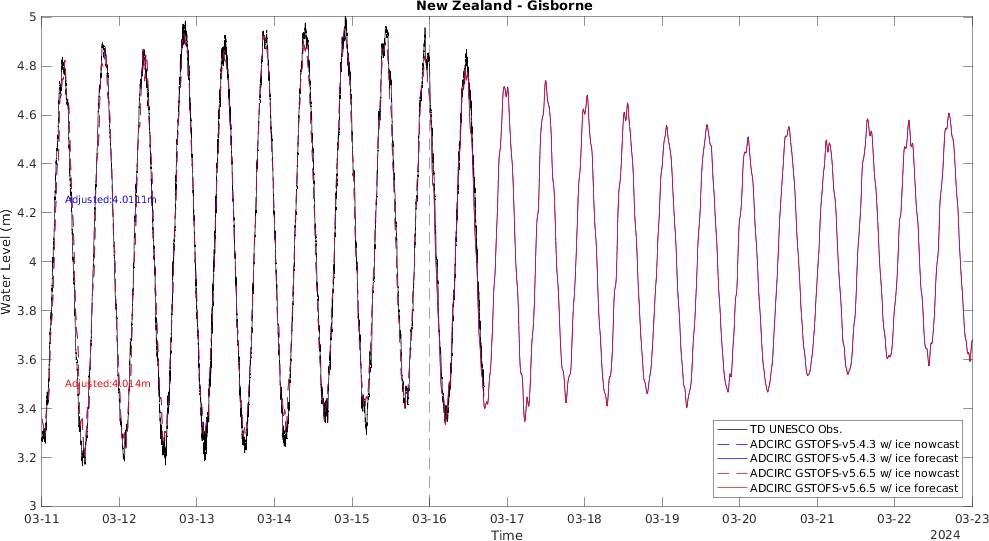 New Zealand - Gisborne
5
4.8
4.6
4.4
4.2
4
3.8
3.6
3.4
3.2
3
Water Level (m)
Adjusted:4.0111m
Adjusted:4.014m
TD UNESCO Obs.
ADCIRC GSTOFS-v5.4.3 w/ ice nowcast
ADCIRC GSTOFS-v5.4.3 w/ ice forecast
ADCIRC GSTOFS-v5.6.5 w/ ice nowcast
ADCIRC GSTOFS-v5.6.5 w/ ice forecast
03-11 03-12 03-13 03-14 03-15 03-16 03-17 03-18 03-19 03-20 03-21 03-22 03-23
Time
2024